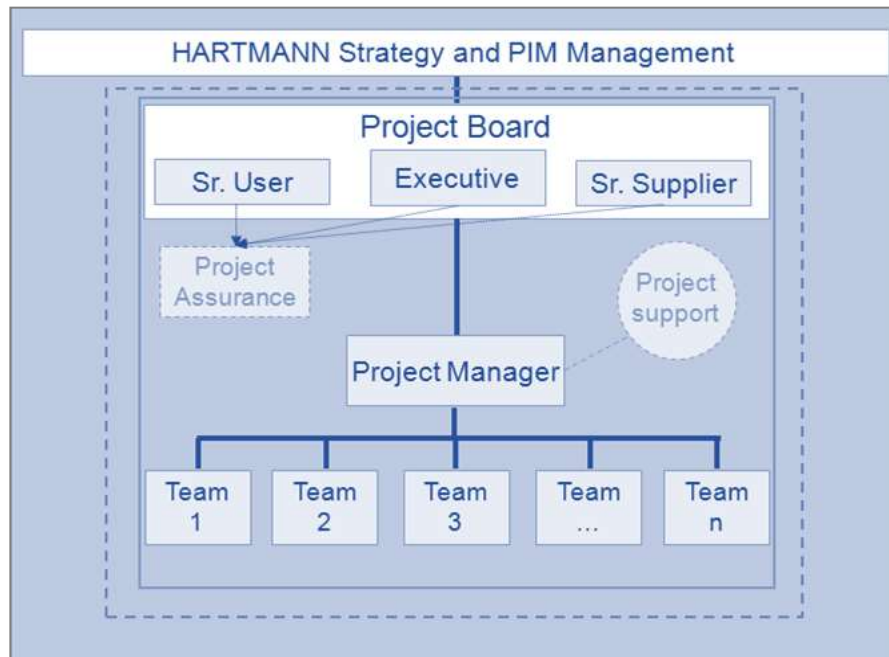 HARTMANN Strategy and PIM Management
Project Board
Sr. User
Executive
Sr. Supplier
Project
Assurance
Project
support
Project Manager
Team
1
Team
2
Team
3
Team
...
Team
n